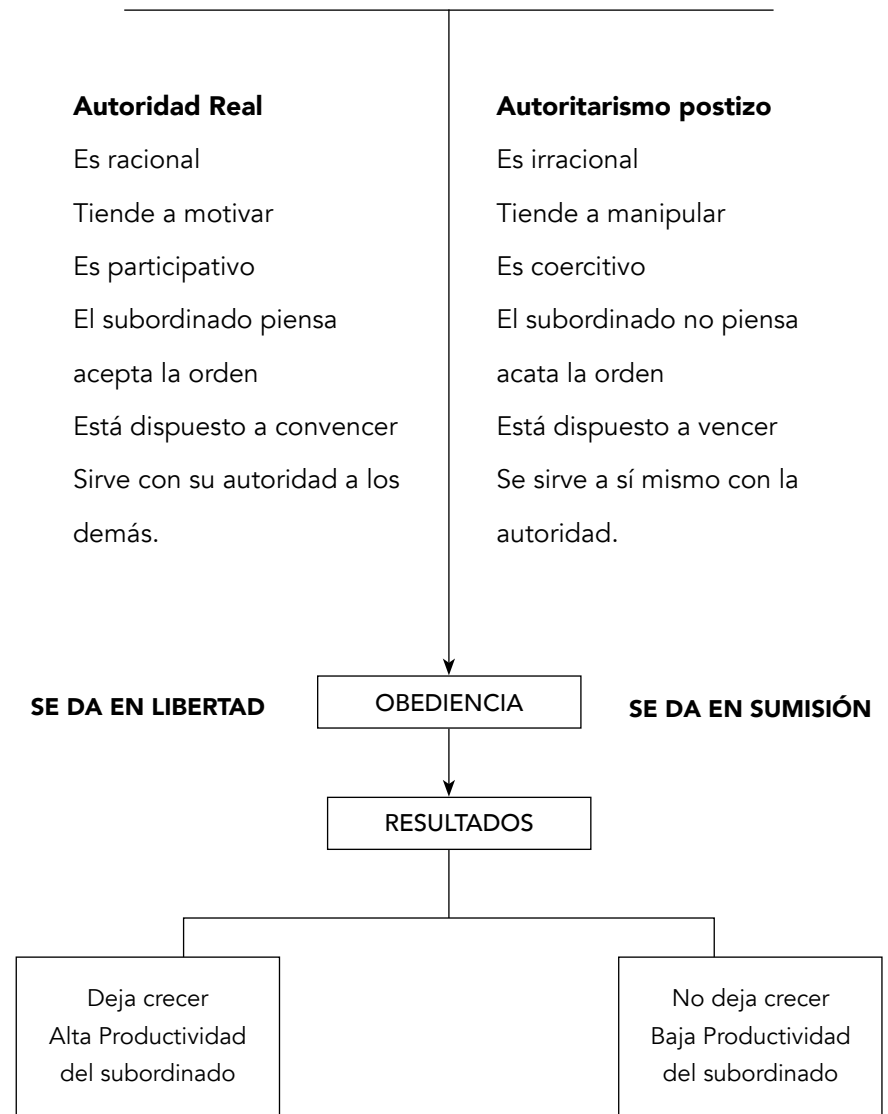 Autoridad Real
Es racional
Tiende a motivar
Es participativo
El subordinado piensa
acepta la orden
Está dispuesto a convencer
Sirve con su autoridad a los
demás.
Autoritarismo postizo
Es irracional
Tiende a manipular
Es coercitivo
El subordinado no piensa
acata la orden
Está dispuesto a vencer
Se sirve a sí mismo con la
autoridad.
SE DA EN LIBERTAD
OBEDIENCIA
SE DA EN SUMISIÓN
RESULTADOS
Deja crecer
Alta Productividad
del subordinado
No deja crecer
Baja Productividad
del subordinado